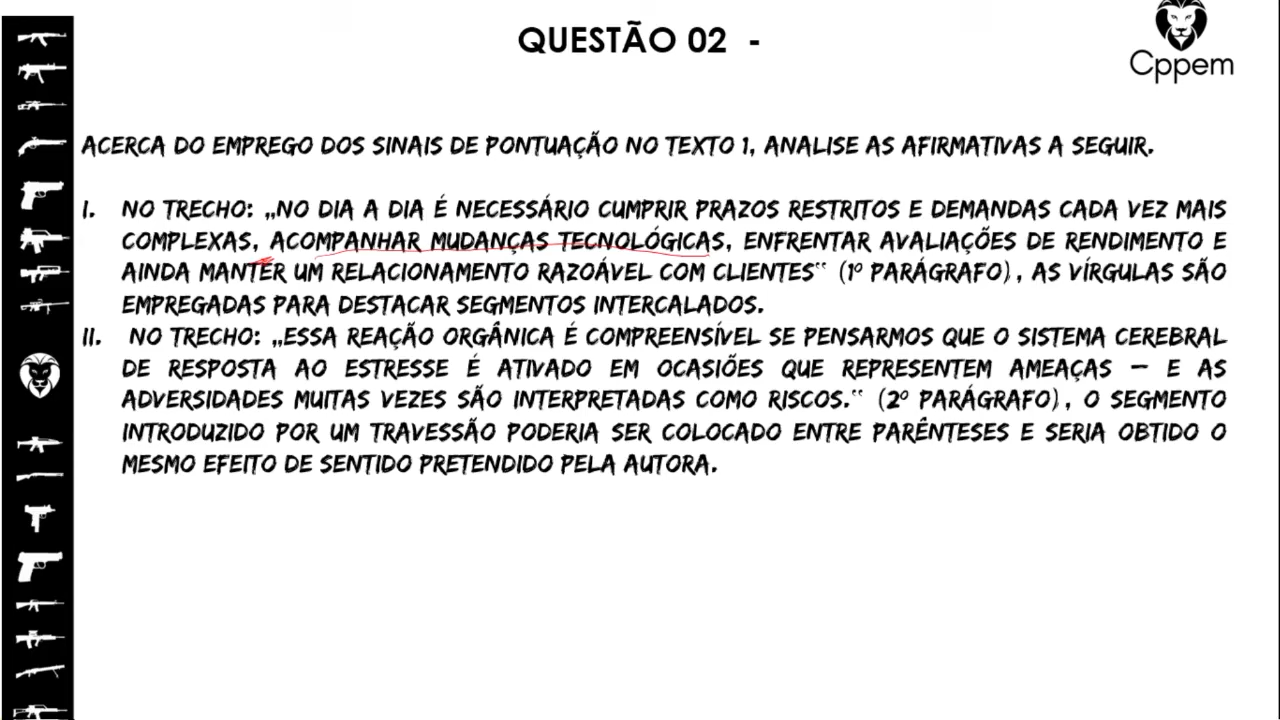 QUESTÃO 02 -
Cppem
ACERCA DO EMPREGO DOS SINAIS DE PONTUAÇÃO NO TEXTO 1, ANALISE AS AFIRMATIVAS A SEGUIR.
I. NO TRECHO: „NO DIA A DIA É NECESSÁRIO CUMPRIR PRAZOS RESTRITOS E DEMANDAS CADA VEZ MAIS
COMPLEXAS, ACOMPANHAR MUDANÇAS TECNOLÓGICAS, ENFRENTAR AVALIAÇÕES DE RENDIMENTO E
AINDA MANTER UM RELACIONAMENTO RAZOÁVEL COM CLIENTES‟ (1º PARÁGRAFO), AS VÍRGULAS SÃO
EMPREGADAS PARA DESTACAR SEGMENTOS INTERCALADOS.
II. NO TRECHO: „ESSA REAÇÃO ORGÂNICA É COMPREENSÍVEL SE PENSARMOS QUE O SISTEMA CEREBRAL
DE RESPOSTA AO ESTRESSE É ATIVADO EM OCASIÕES QUE REPRESENTEM AMEAÇAS – E AS
ADVERSIDADES MUITAS VEZES SÃO INTERPRETADAS COMO RISCOS.‟ (2º PARÁGRAFO), O SEGMENTO
INTRODUZIDO POR UM TRAVESSÃO PODERIA SER COLOCADO ENTRE PARÊNTESES E SERIA OBTIDO O
MESMO EFEITO DE SENTIDO PRETENDIDO PELA AUTORA.